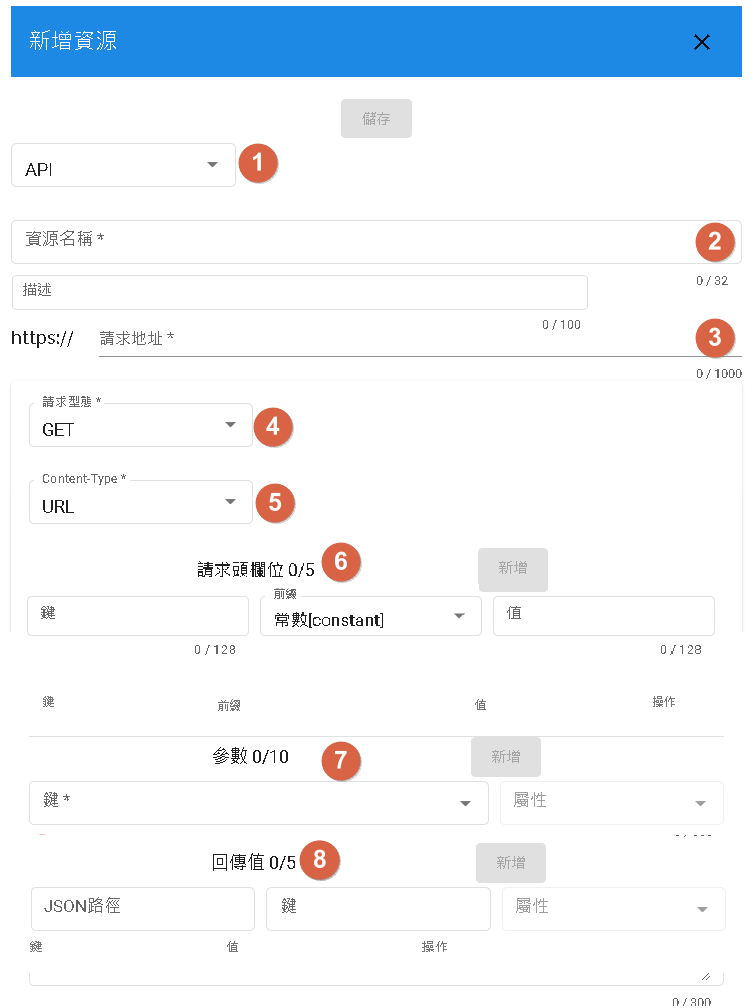 新增資源
儲存
API
1
資源名稱 *
2
0 / 32
描述
0 / 100
https://
請求地址 *
3
0 / 1000
請求型態 *
GET
4
Content-Type *
URL
5
請求頭欄位 0/5
6
新增
鍵
前綴
常數[constant]
值
0 / 128
0 / 128
鍵
前綴
值
操作
參數 0/10
7
新增
鍵 *
屬性
回傳值 0/5
8
新增
JSON路徑
鍵
屬性
鍵
值
操作
0 / 300